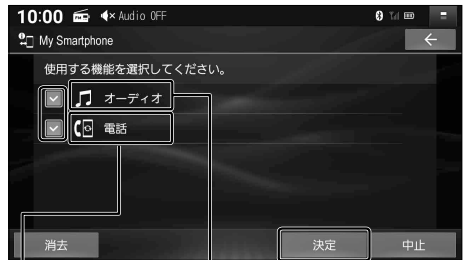 10:00 Audio OFF
My Smartphone
使用する機能を選択してください。
オーディオ
電話
消去 決定 中止